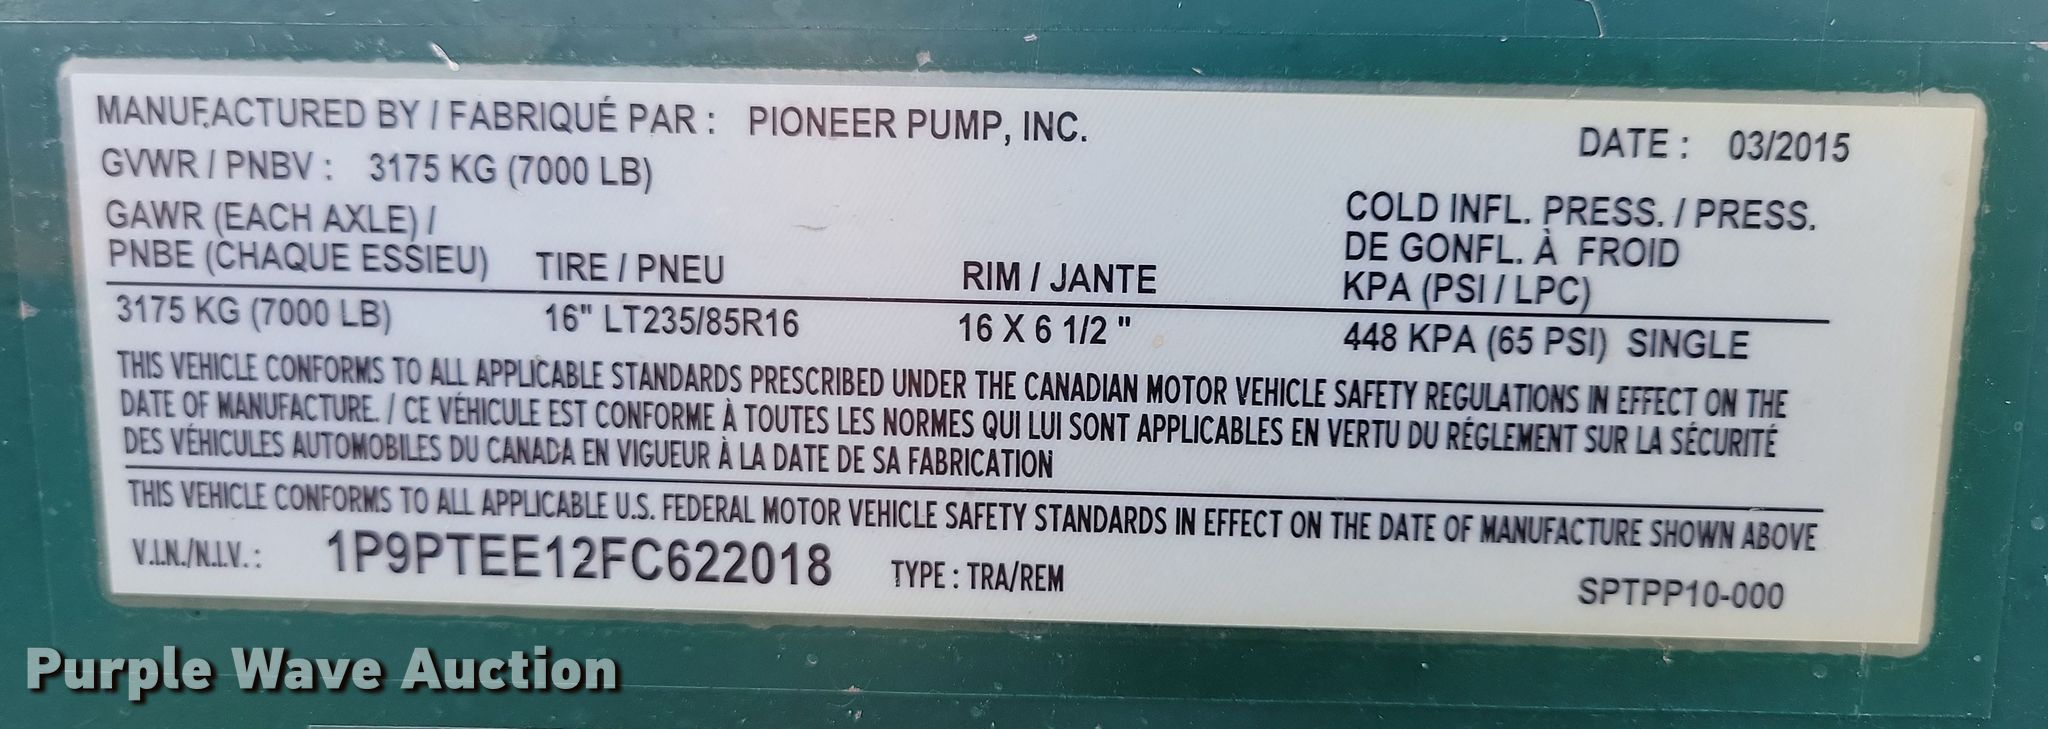 MANUFACTURED BY / FABRIQUÉ PAR : PIONEER PUMP, INC.
DATE : 03/2015
GVWR / PNBV : 3175 KG (7000 LB)
GAWR (EACH AXLE) /
PNBE (CHAQUE ESSIEU)
TIRE / PNEU
RIM / JANTE
COLD INFL. PRESS. / PRESS.
DE GONFL. À FROID
KPA (PSI / LPC)
3175 KG (7000 LB) 16" LT235/85R16 16 X 6 1/2 " 448 KPA (65 PSI) SINGLE
THIS VEHICLE CONFORMS TO ALL APPLICABLE STANDARDS PRESCRIBED UNDER THE CANADIAN MOTOR VEHICLE SAFETY REGULATIONS IN EFFECT ON THE
DATE OF MANUFACTURE. / CE VÉHICULE EST CONFORME À TOUTES LES NORMES QUI LUI SONT APPLICABLES EN VERTU DU RÉGLEMENT SUR LA SÉCURITÉ
DES VÉHICULES AUTOMOBILES DU CANADA EN VIGUEUR À LA DATE DE SA FABRICATION
THIS VEHICLE CONFORMS TO ALL APPLICABLE U.S. FEDERAL MOTOR VEHICLE SAFETY STANDARDS IN EFFECT ON THE DATE OF MANUFACTURE SHOWN ABOVE
V.I.N./N.I.V. : 1P9PTEE12FC622018 TYPE : TRA/REM SPTPP10-000
Purple Wave Auction